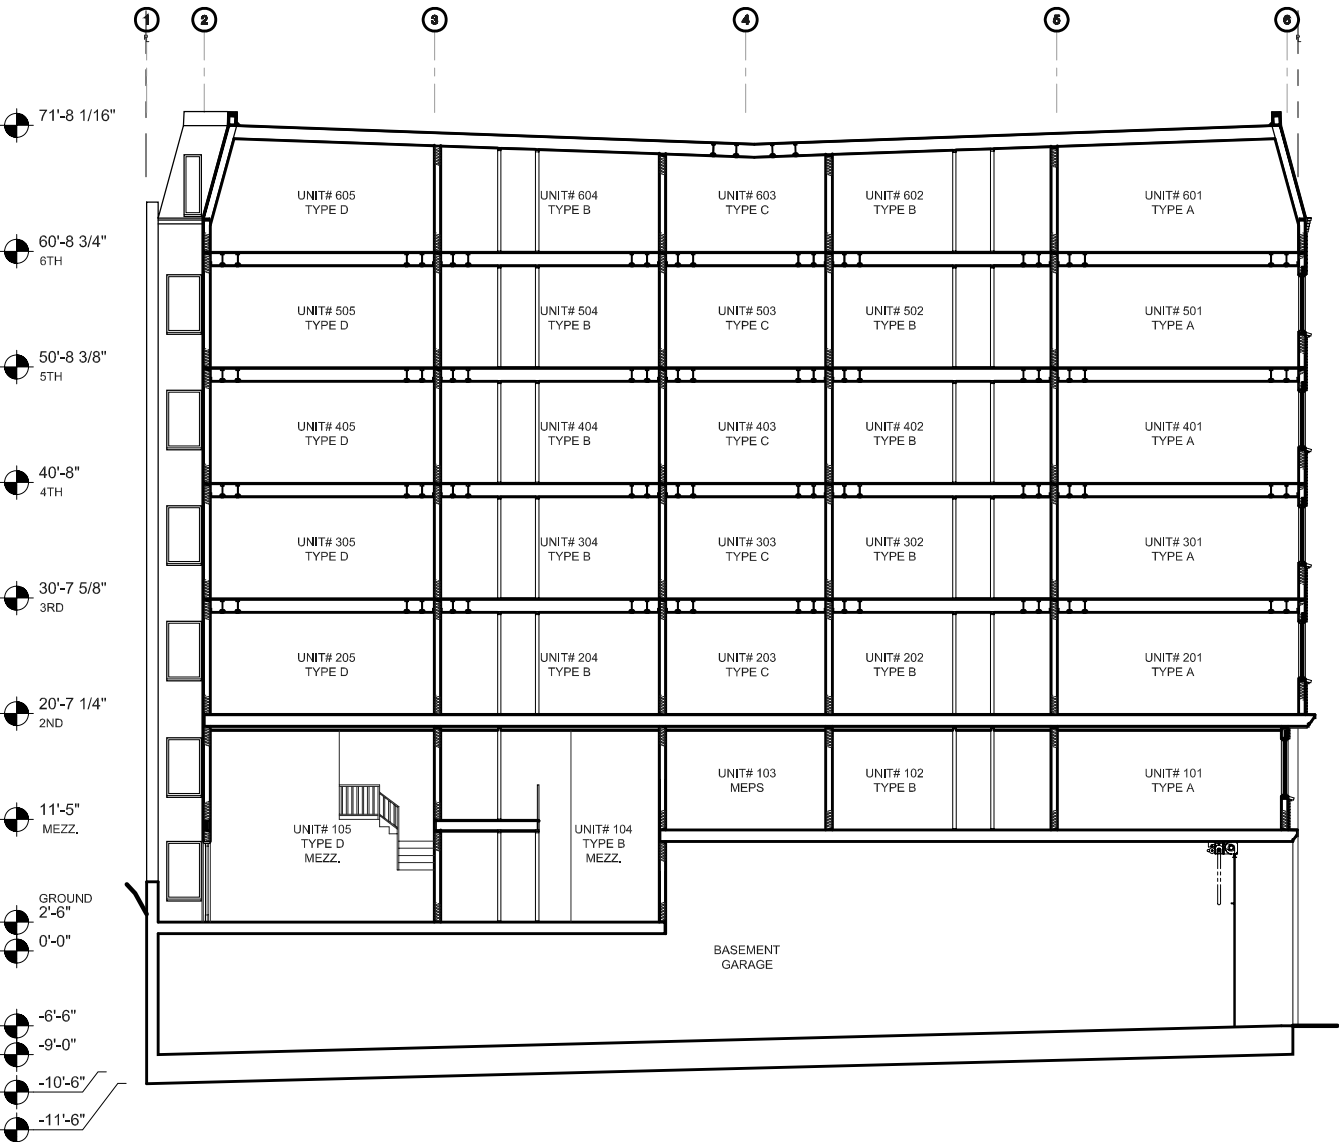 1 2 3 4 5 6
71'-8 1/16"
UNIT# 605 UNIT# 604 UNIT# 603 UNIT# 602 UNIT# 601
TYPE D TYPE B TYPE C TYPE B TYPE A
60'-8 3/4"
6TH
UNIT# 505 UNIT# 504 UNIT# 503 UNIT# 502 UNIT# 501
TYPE D TYPE B TYPE C TYPE B TYPE A
50'-8 3/8"
5TH
UNIT# 405 UNIT# 404 UNIT# 403 UNIT# 402 UNIT# 401
TYPE D TYPE B TYPE C TYPE B TYPE A
40'-8"
4TH
UNIT# 305 UNIT# 304 UNIT# 303 UNIT# 302 UNIT# 301
TYPE D TYPE B TYPE C TYPE B TYPE A
30'-7 5/8"
3RD
UNIT# 205 UNIT# 204 UNIT# 203 UNIT# 202 UNIT# 201
TYPE D TYPE B TYPE C TYPE B TYPE A
20'-7 1/4"
2ND
UNIT# 103 UNIT# 102 UNIT# 101
MEPS TYPE B TYPE A
11'-5"
MEZZ.
UNIT# 105 UNIT# 104
TYPE D TYPE B
MEZZ. MEZZ.
GROUND
2'-6"
0'-0"
BASEMENT
GARAGE
-6'-6"
-9'-0"
-10'-6"
-11'-6"